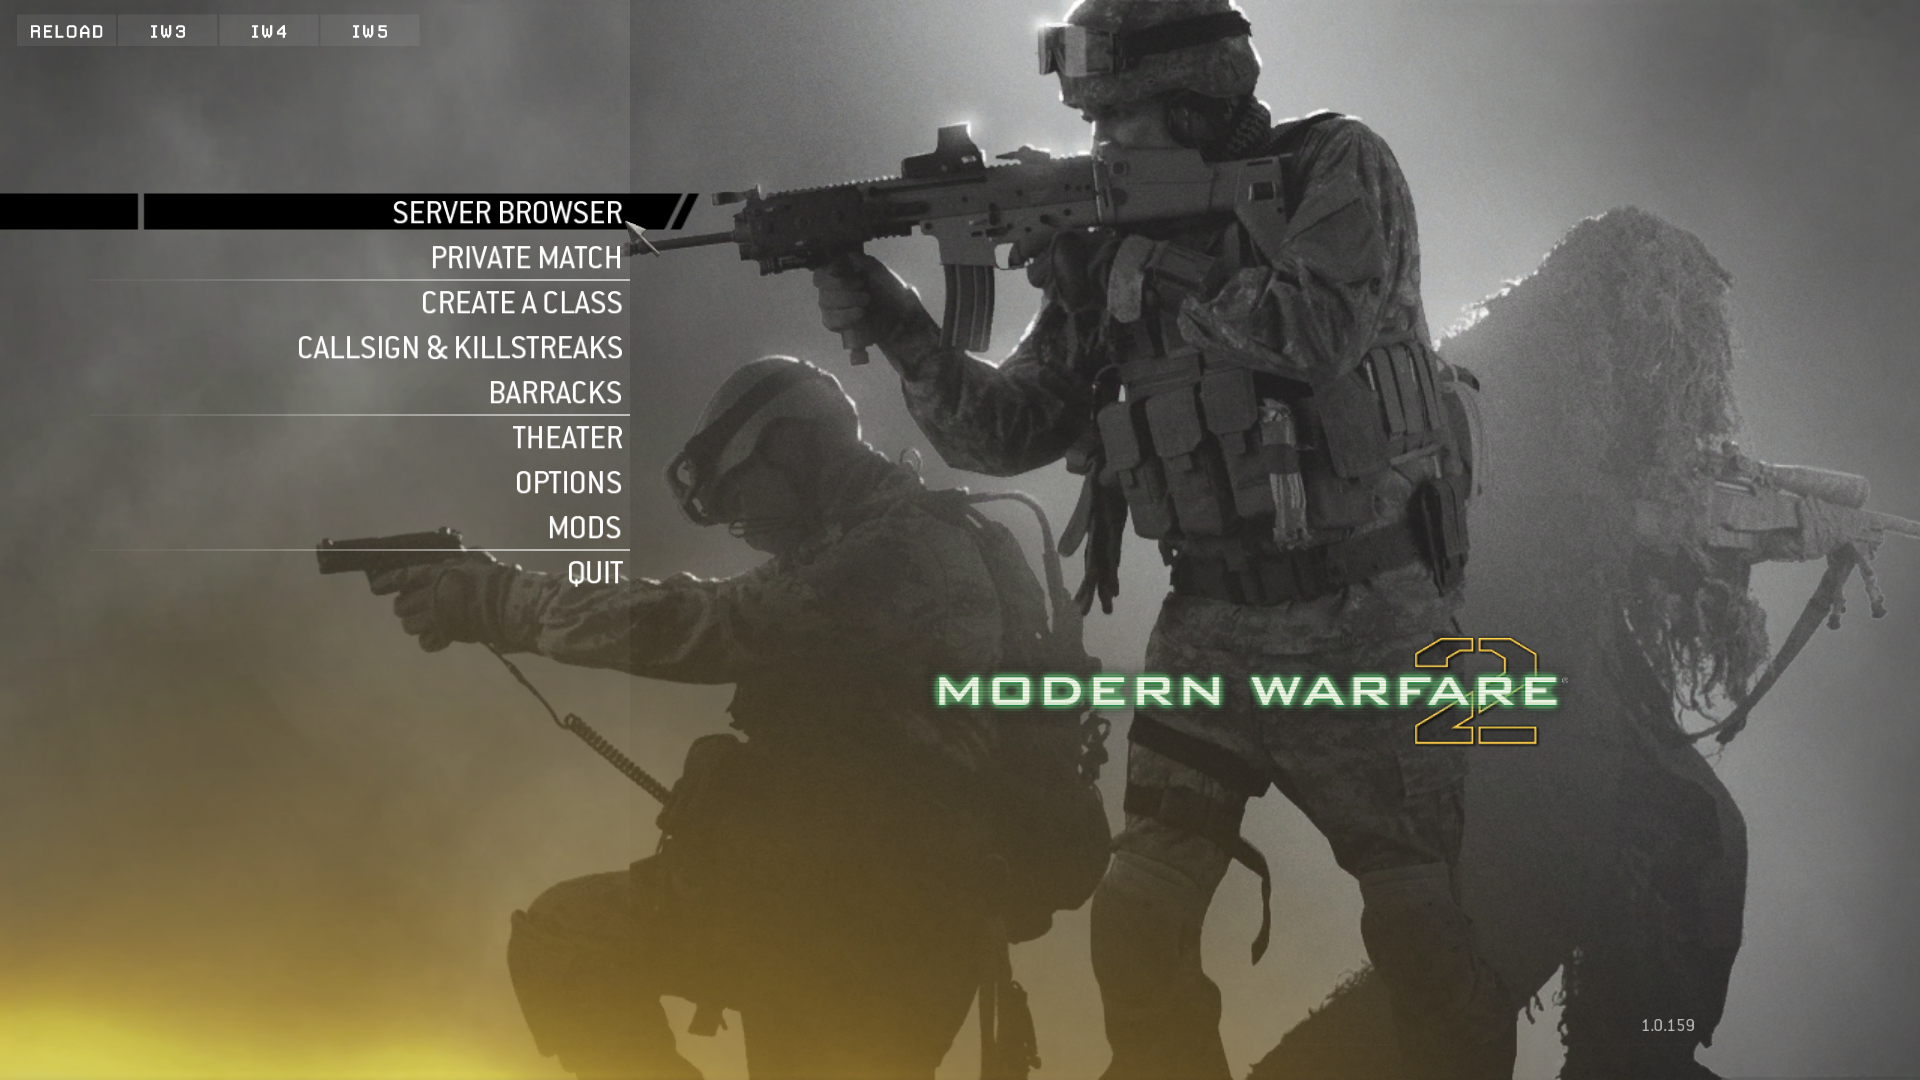 RELOAD IW3 IW4 IW5
SERVER BROWSER
PRIVATE MATCH
CREATE A CLASS
CALLSIGN & KILLSTREAKS
BARRACKS
THEATER
OPTIONS
MODS
QUIT
MODERN WARFARE 2
1.0.159